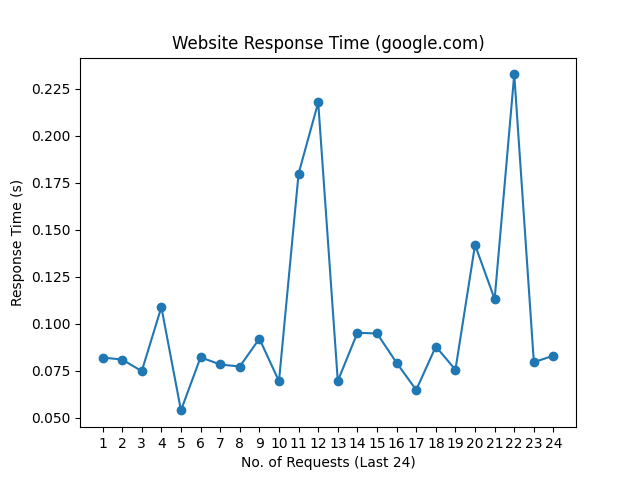 Website Response Time (google.com)
Response Time (s)
0.225
0.200
0.175
0.150
0.125
0.100
0.075
0.050
1 2 3 4 5 6 7 8 9 10 11 12 13 14 15 16 17 18 19 20 21 22 23 24
No. of Requests (Last 24)